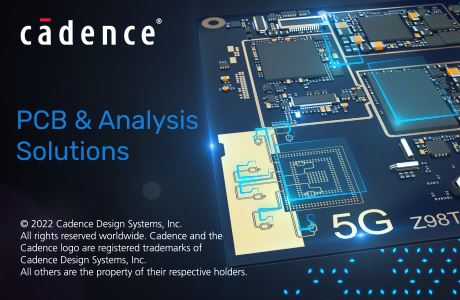 cādence®
PCB & Analysis
Solutions
5G
Z98T
© 2022 Cadence Design Systems, Inc.
All rights reserved worldwide. Cadence and the
Cadence logo are registered trademarks of
Cadence Design Systems, Inc.
All others are the property of their respective holders.